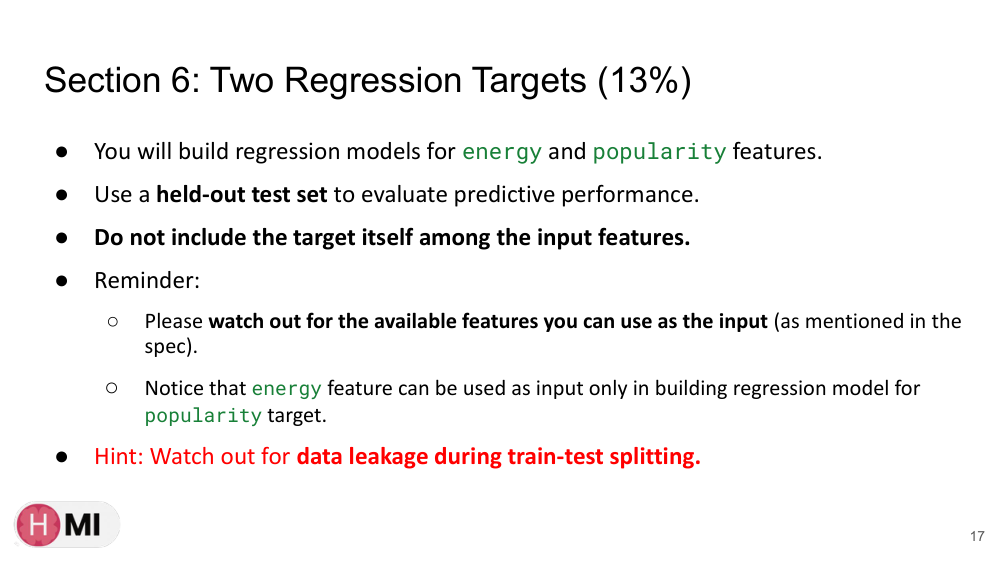 Section 6: Two Regression Targets (13%)
● You will build regression models for energy and popularity features.
● Use a held-out test set to evaluate predictive performance.
● Do not include the target itself among the input features.
● Reminder:
○ Please watch out for the available features you can use as the input (as mentioned in the
spec).
○ Notice that energy feature can be used as input only in building regression model for
popularity target.
● Hint: Watch out for data leakage during train-test splitting.
H MI
17